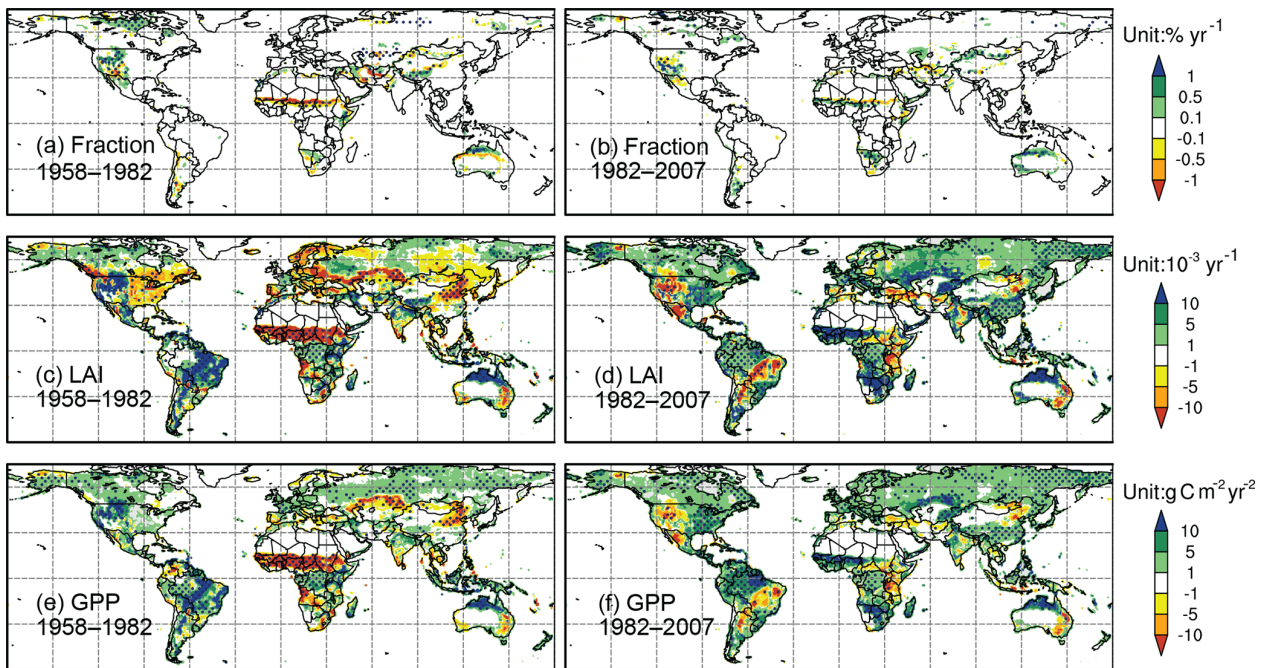 (a) Fraction
1958–1982
(b) Fraction
1982–2007
Unit:% yr⁻¹
1
0.5
0.1
-0.1
-0.5
-1
(c) LAI
1958–1982
(d) LAI
1982–2007
Unit:10⁻³ yr⁻¹
10
5
1
-1
-5
-10
(e) GPP
1958–1982
(f) GPP
1982–2007
Unit:g C m⁻² yr⁻²
10
5
1
-1
-5
-10